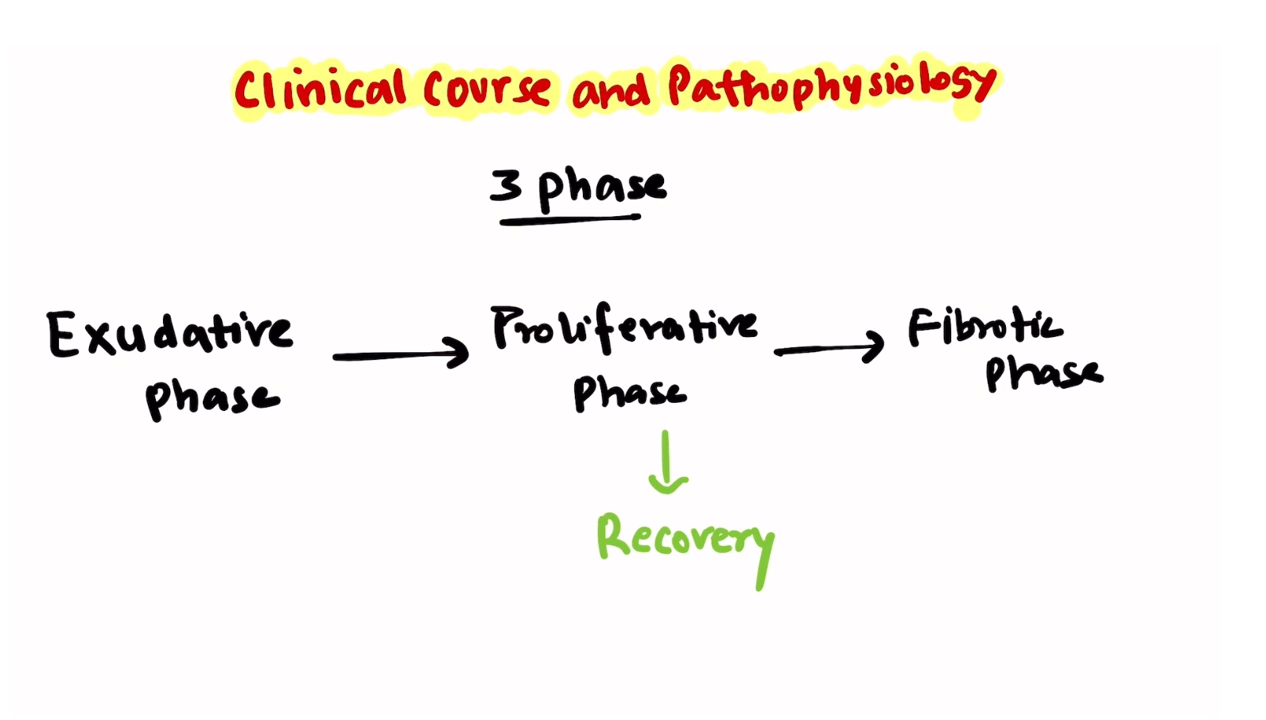 Clinical Course and Pathophysiology
3 phase
Exudative phase
Proliferative Phase
Fibrotic Phase
Recovery